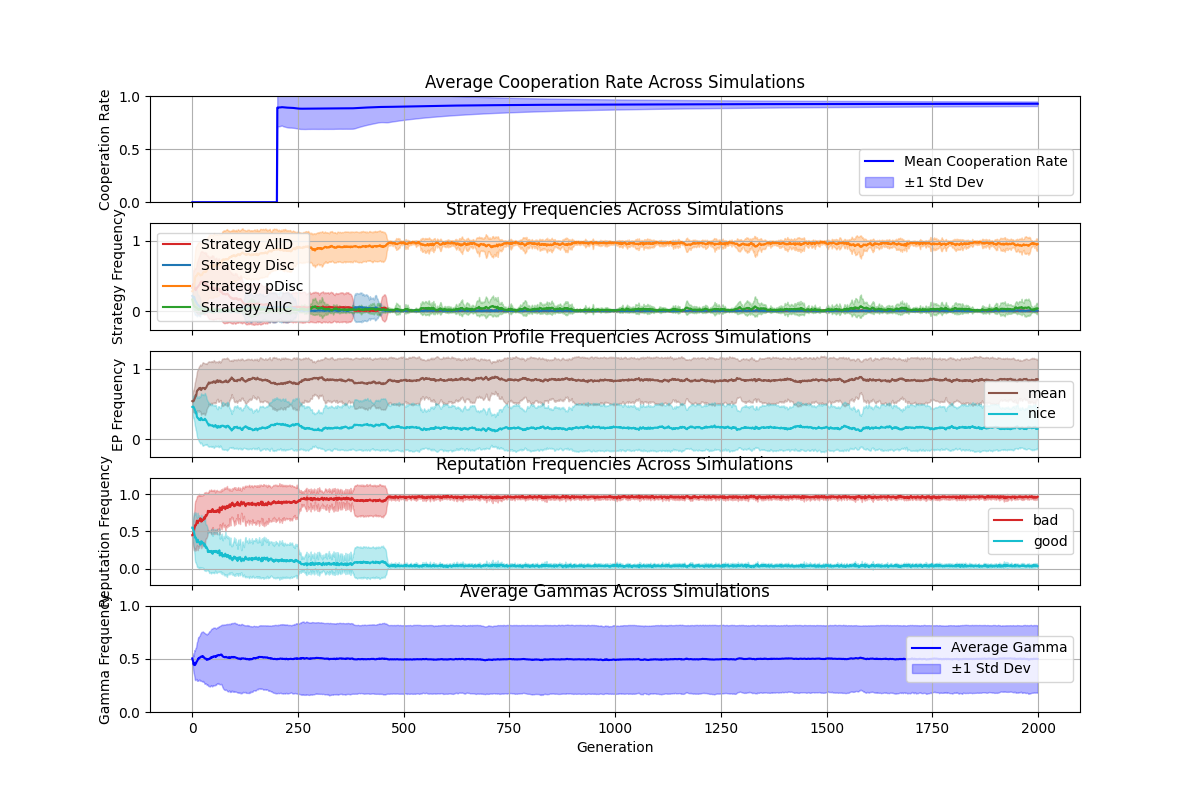 Average Cooperation Rate Across Simulations
Cooperation Rate
1.0
0.5
0.0
Mean Cooperation Rate
±1 Std Dev
Strategy Frequencies Across Simulations
Strategy Frequency
1
0
Strategy AllD
Strategy Disc
Strategy pDisc
Strategy AllC
Emotion Profile Frequencies Across Simulations
EP Frequency
1
0
mean
nice
Reputation Frequencies Across Simulations
Reputation Frequency
1.0
0.5
0.0
bad
good
Average Gammas Across Simulations
Gamma Frequency
1.0
0.5
0.0
Average Gamma
±1 Std Dev
0 250 500 750 1000 1250 1500 1750 2000
Generation